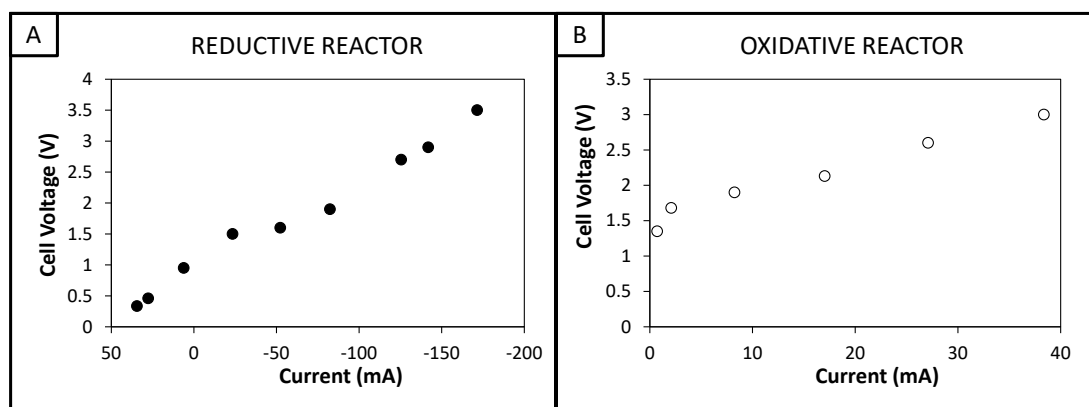 A
REDUCTIVE REACTOR
Cell Voltage (V)
4
3.5
3
2.5
2
1.5
1
0.5
0
50 0 -50 -100 -150 -200
Current (mA)
B
OXIDATIVE REACTOR
Cell Voltage (V)
3.5
3
2.5
2
1.5
1
0.5
0
0 10 20 30 40
Current (mA)